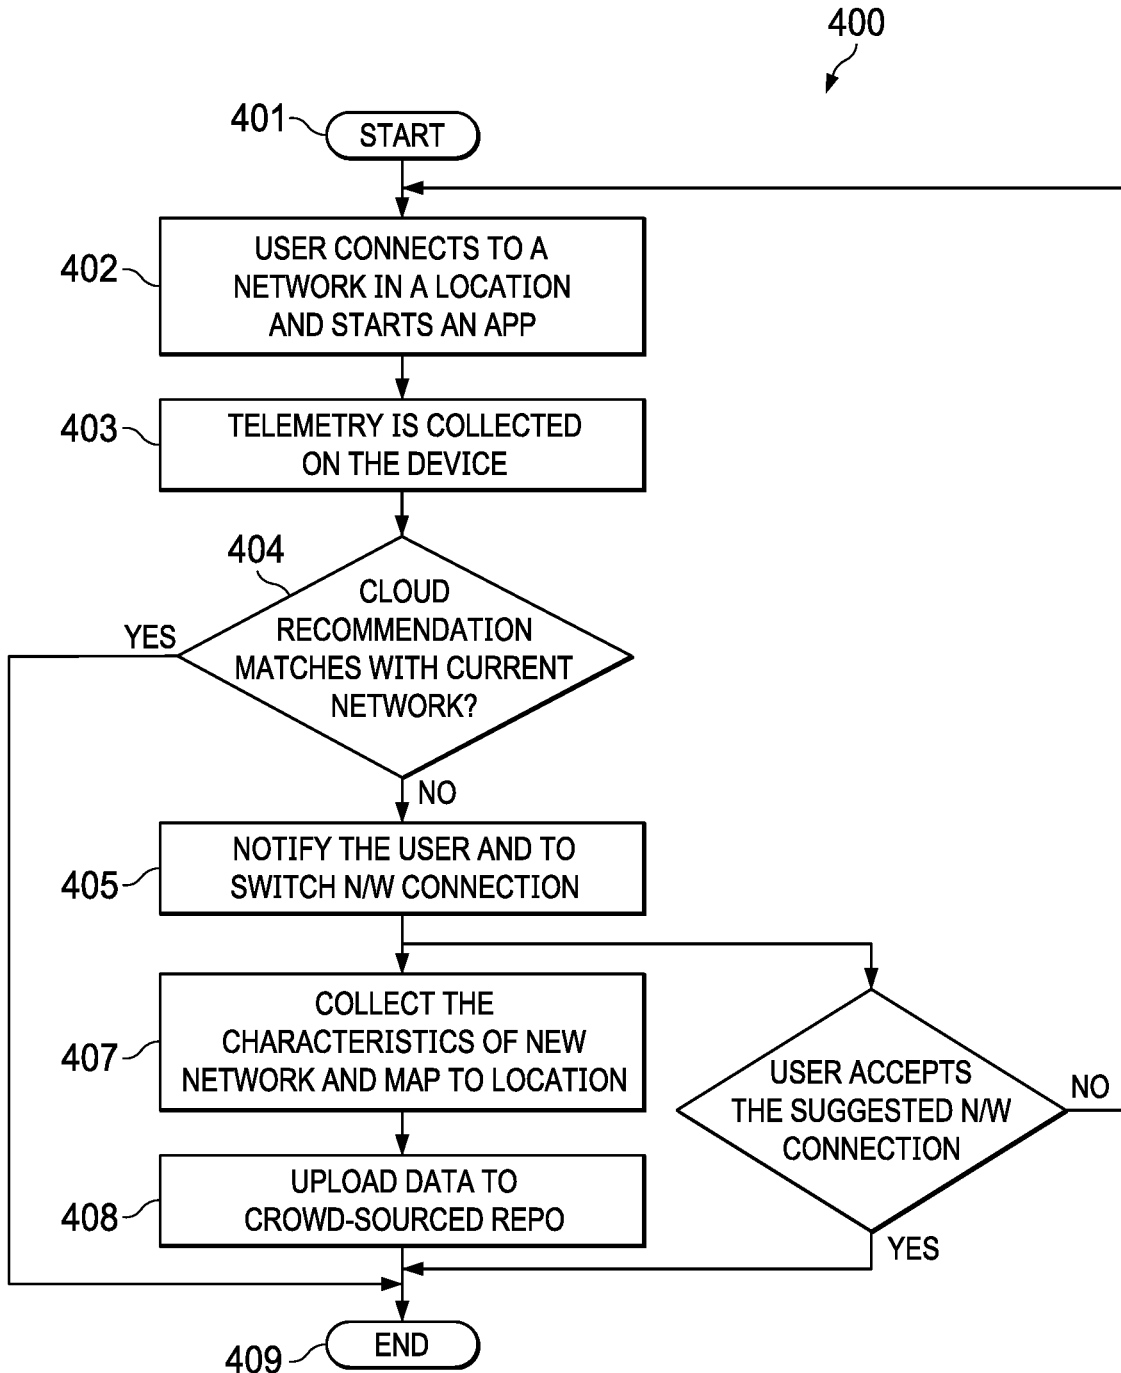 400
401
START
402
USER CONNECTS TO A
NETWORK IN A LOCATION
AND STARTS AN APP
403
TELEMETRY IS COLLECTED
ON THE DEVICE
404
CLOUD
RECOMMENDATION
MATCHES WITH CURRENT
NETWORK?
YES
NO
405
NOTIFY THE USER AND TO
SWITCH N/W CONNECTION
407
COLLECT THE
CHARACTERISTICS OF NEW
NETWORK AND MAP TO LOCATION
USER ACCEPTS
THE SUGGESTED N/W
CONNECTION
NO
YES
408
UPLOAD DATA TO
CROWD-SOURCED REPO
409
END